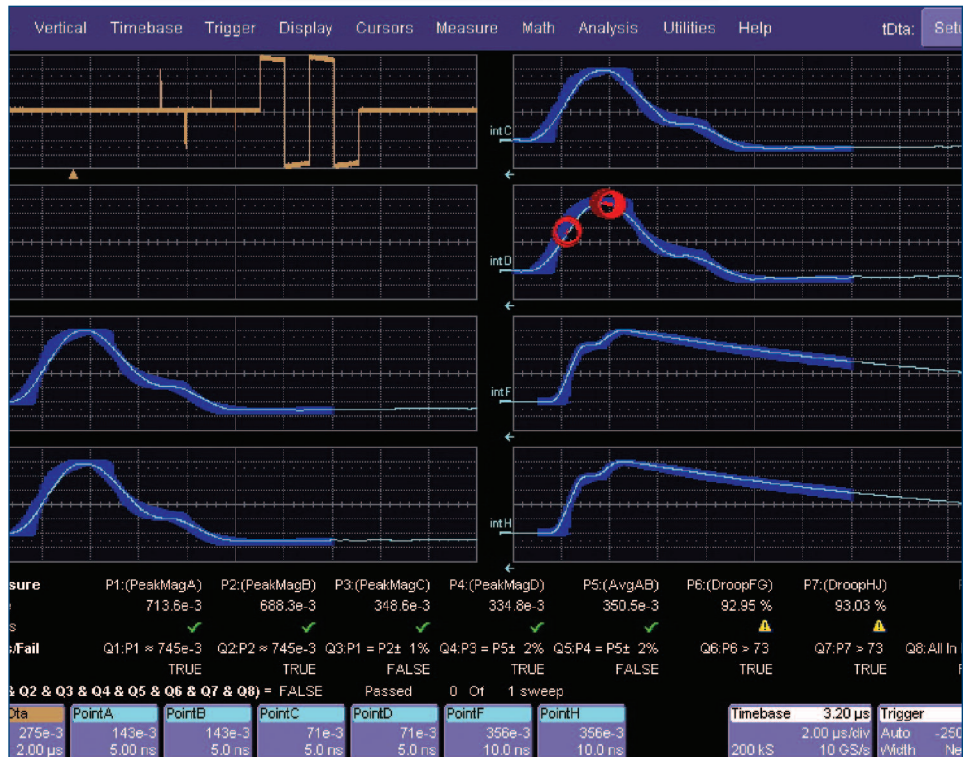 Vertical Timebase Trigger Display Cursors Measure Math Analysis Utilities Help tDta: Setu
intC
intD
intF
intH
sure P1:(PeakMagA) P2:(PeakMagB) P3:(PeakMagC) P4:(PeakMagD) P5:(AvgAB) P6:(DroopFG) P7:(DroopHJ)
e 713.6e-3 688.3e-3 348.6e-3 334.8e-3 350.5e-3 92.95 % 93.03 %
s
s/Fail Q1:P1 ≈ 745e-3 Q2:P2 ≈ 745e-3 Q3:P1 = P2± 1% Q4:P3 = P5± 2% Q5:P4 = P5± 2% Q6:P6 > 73 Q7:P7 > 73 Q8:All In
TRUE TRUE FALSE TRUE FALSE TRUE TRUE
& Q2 & Q3 & Q4 & Q5 & Q6 & Q7 & Q8) = FALSE Passed 0 Of 1 sweep
Dta PointA PointB PointC PointD PointF PointH Timebase 3.20 µs Trigger
275e-3 143e-3 143e-3 71e-3 71e-3 356e-3 356e-3 2.00 µs/div Auto -250
2.00 µs 5.00 ns 5.0 ns 5.0 ns 5.0 ns 10.0 ns 10.0 ns 200 kS 10 GS/s Width Ne